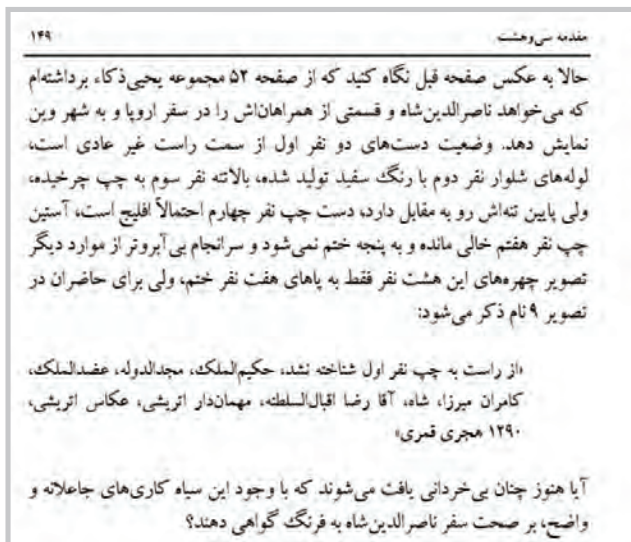 مقدمه سی‌وهشت ۱۴۹
حالا به عکس صفحه قبل نگاه کنید که از صفحه ۵۲ مجموعه یحیی‌ذکاء برداشته‌ام
که می‌خواهد ناصرالدین‌شاه و قسمتی از همراهان‌اش را در سفر اروپا و به شهر وین
نمایش دهد. وضعیت دست‌های دو نفر اول از سمت راست غیر عادی است،
لوله‌های شلوار نفر دوم با رنگ سفید تولید شده، بالاتنه نفر سوم به چپ چرخیده،
ولی پایین تنه‌اش رو به مقابل دارد، دست چپ نفر چهارم احتمالاً افلیج است، آستین
چپ نفر هفتم خالی مانده و به پنجه ختم نمی‌شود و سرانجام بی‌آبروتر از موارد دیگر
تصویر چهره‌های این هشت نفر فقط به پاهای هفت نفر ختم، ولی برای حاضران در
تصویر ۹ نام ذکر می‌شود:
«از راست به چپ نفر اول شناخته نشد، حکیم‌الملک، مجدالدوله، عضدالملک،
کامران میرزا، شاه، آقا رضا اقبال‌السلطنه، مهمان‌دار اتریشی، عکاس اتریشی،
۱۲۹۰ هجری قمری»
آیا هنوز چنان بی‌خردانی یافت می‌شوند که با وجود این سیاه کاری‌های جاعلانه و
واضح، بر صحت سفر ناصرالدین‌شاه به فرنگ گواهی دهند؟